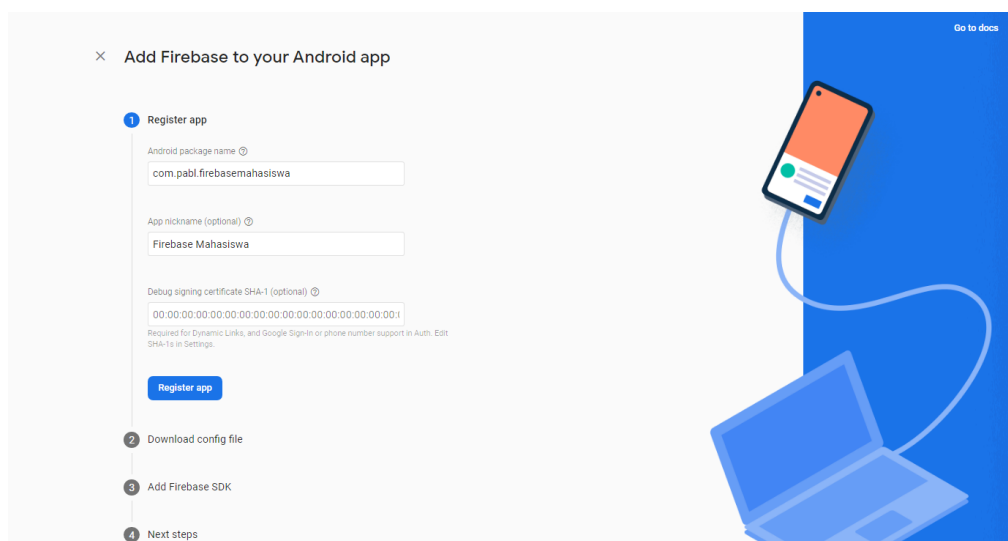 Go to docs
× Add Firebase to your Android app
1 Register app
Android package name
com.pabl.firebasemahasiswa
App nickname (optional)
Firebase Mahasiswa
Debug signing certificate SHA-1 (optional)
00:00:00:00:00:00:00:00:00:00:00:00:00:00:00:00:00:
Required for Dynamic Links, and Google Sign-In or phone number support in Auth. Edit
SHA-1s in Settings.
Register app
2 Download config file
3 Add Firebase SDK
4 Next steps